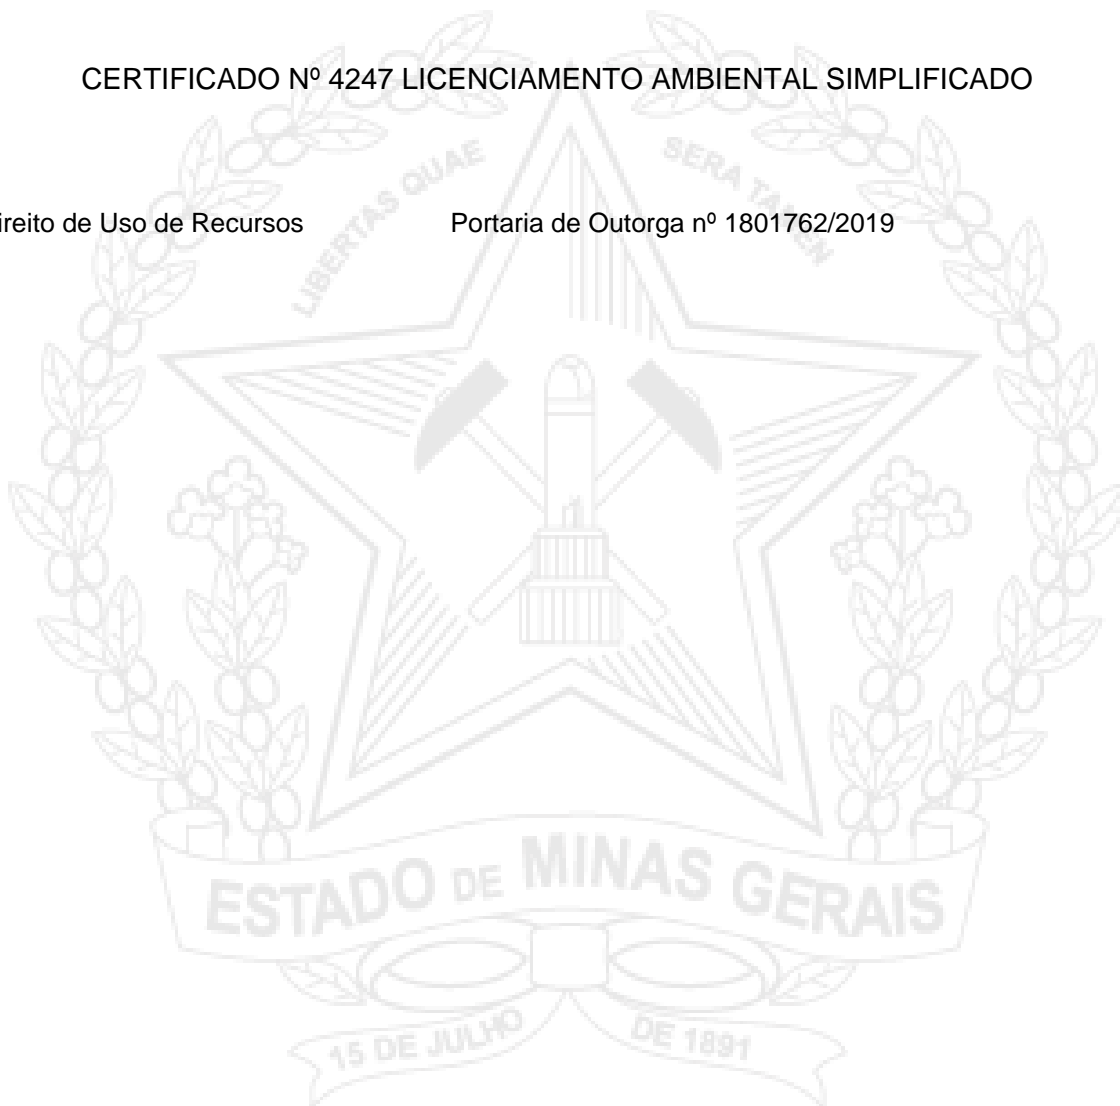 CERTIFICADO Nº 4247 LICENCIAMENTO AMBIENTAL SIMPLIFICADO
LIBERTAS QUAE SERA TAMEN
ireito de Uso de Recursos Portaria de Outorga nº 1801762/2019
ESTADO DE MINAS GERAIS
15 DE JULHO DE 1891